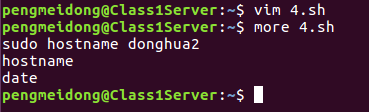 pengmeidong@Class1Server:~$ vim 4.sh
pengmeidong@Class1Server:~$ more 4.sh
sudo hostname donghua2
hostname
date
pengmeidong@Class1Server:~$